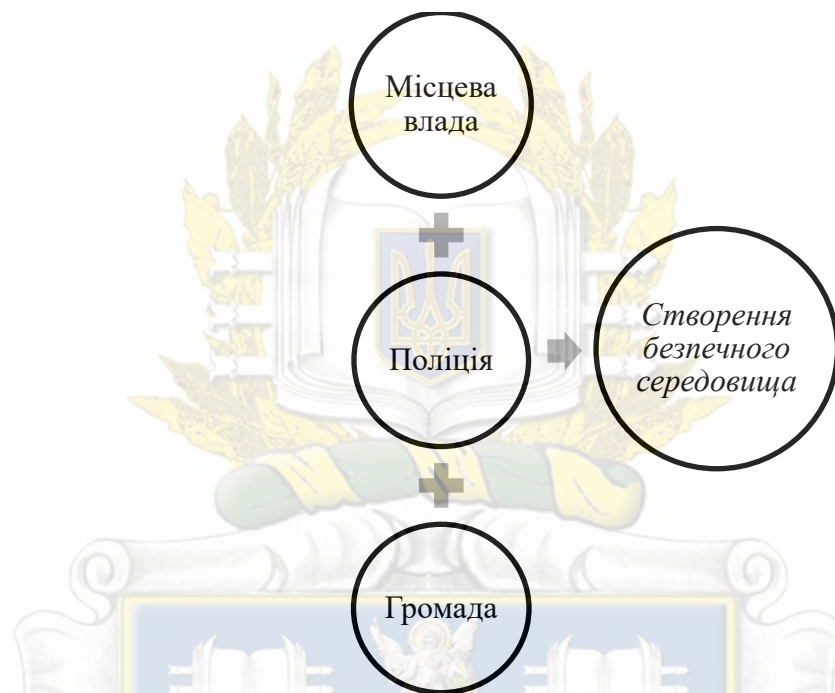 Місцева
влада
Поліція
Створення
безпечного
середовища
Громада